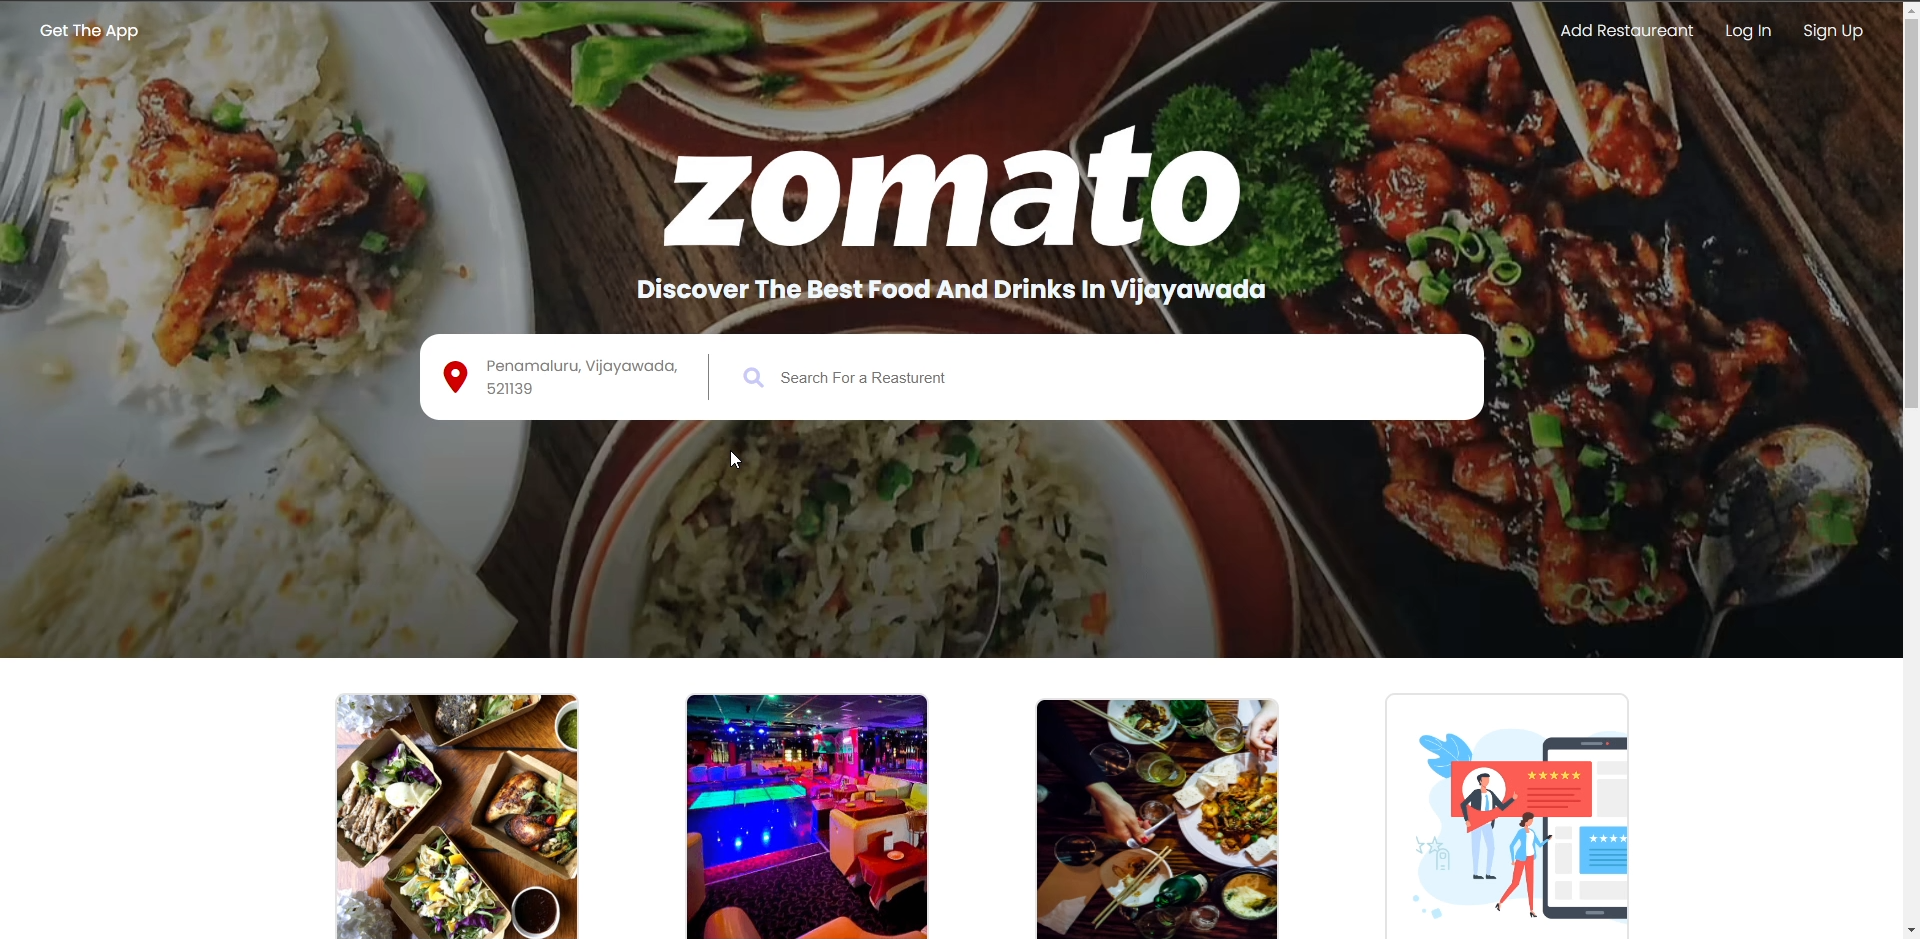 Get The App
Add Restaureant
Log In
Sign Up
zomato
Discover The Best Food And Drinks In Vijayawada
Penamaluru, Vijayawada,
521139
Search For a Reasturent